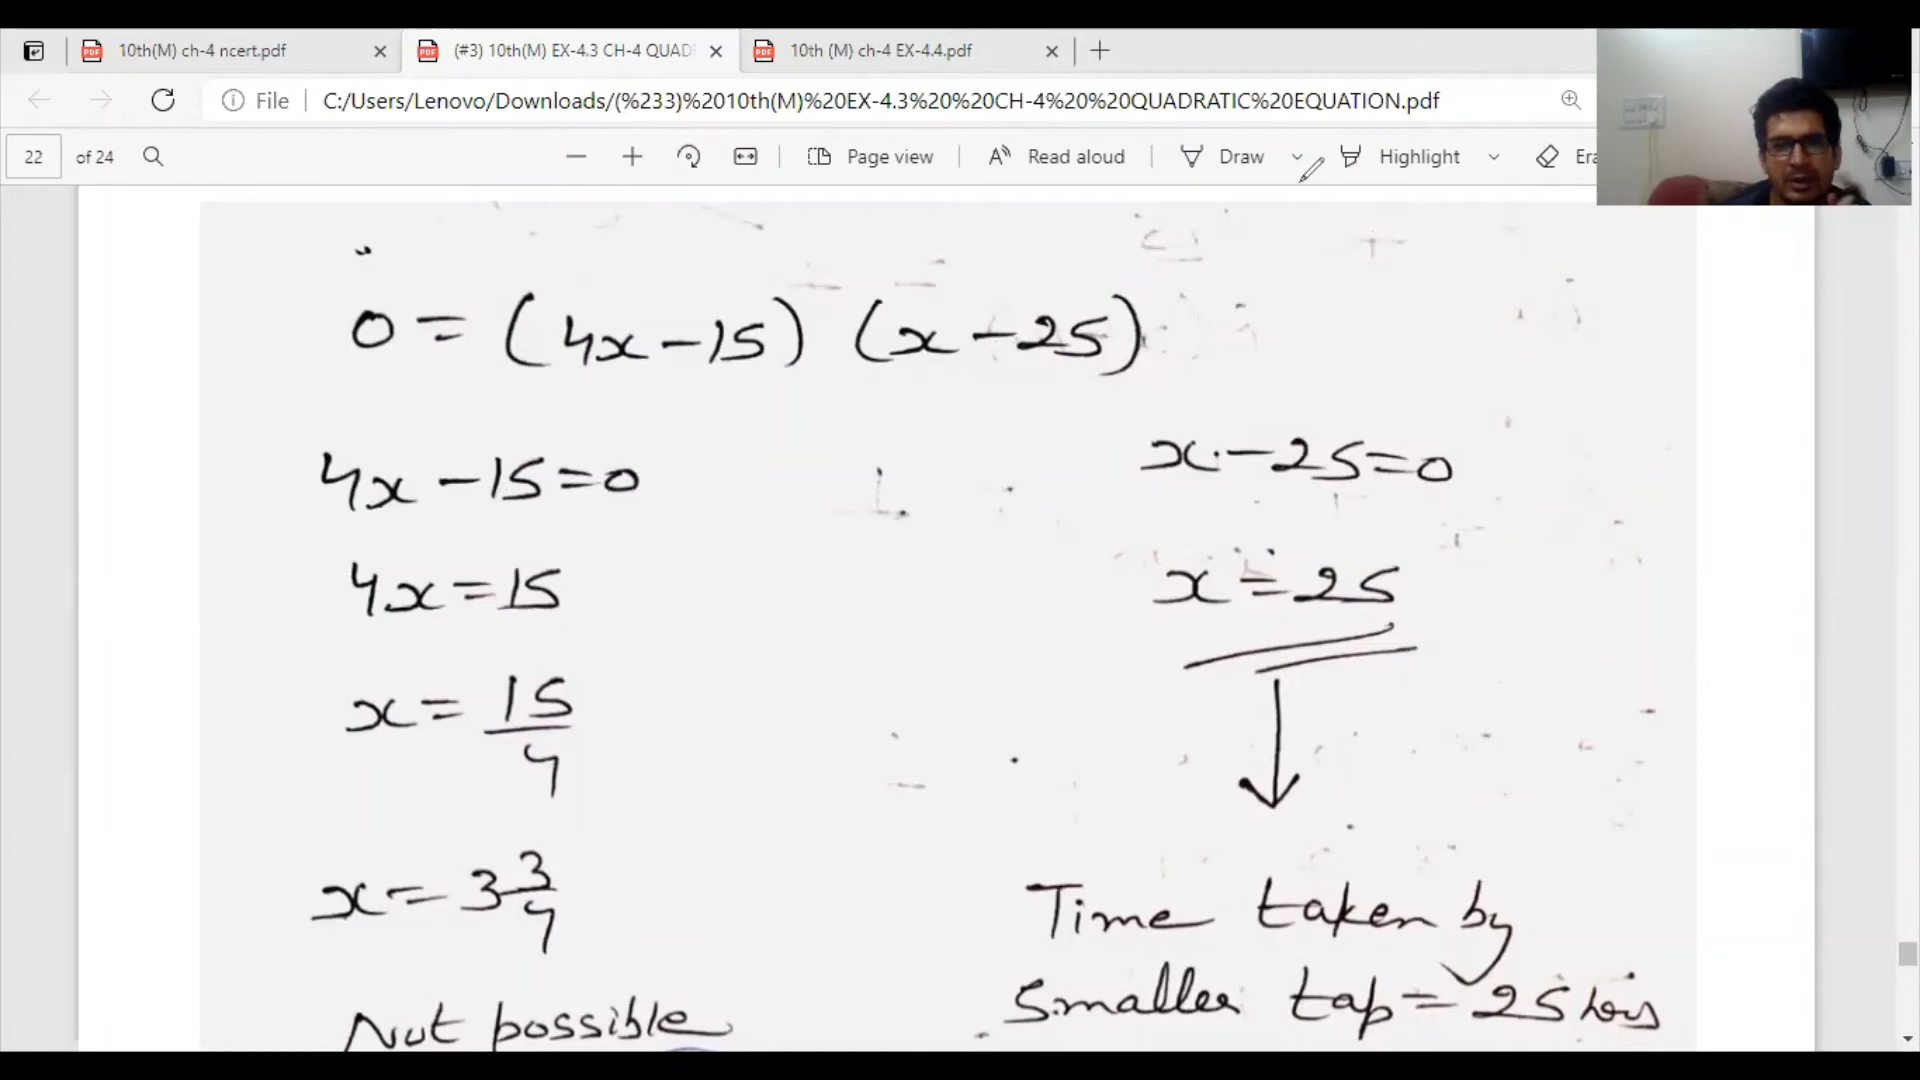 10th(M) ch-4 ncert.pdf
(#3) 10th(M) EX-4.3 CH-4 QUAD
10th (M) ch-4 EX-4.4.pdf
File
C:/Users/Lenovo/Downloads/(%233)%2010th(M)%20EX-4.3%20%20CH-4%20%20QUADRATIC%20EQUATION.pdf
22 of 24
Page view
Read aloud
Draw
Highlight
Era
0 = (4x-15) (x-25)
4x-15=0
x-25=0
4x=15
x=25
x=15/4
x=3 3/4
Time taken by
Smaller tap = 25 hors
Not possible